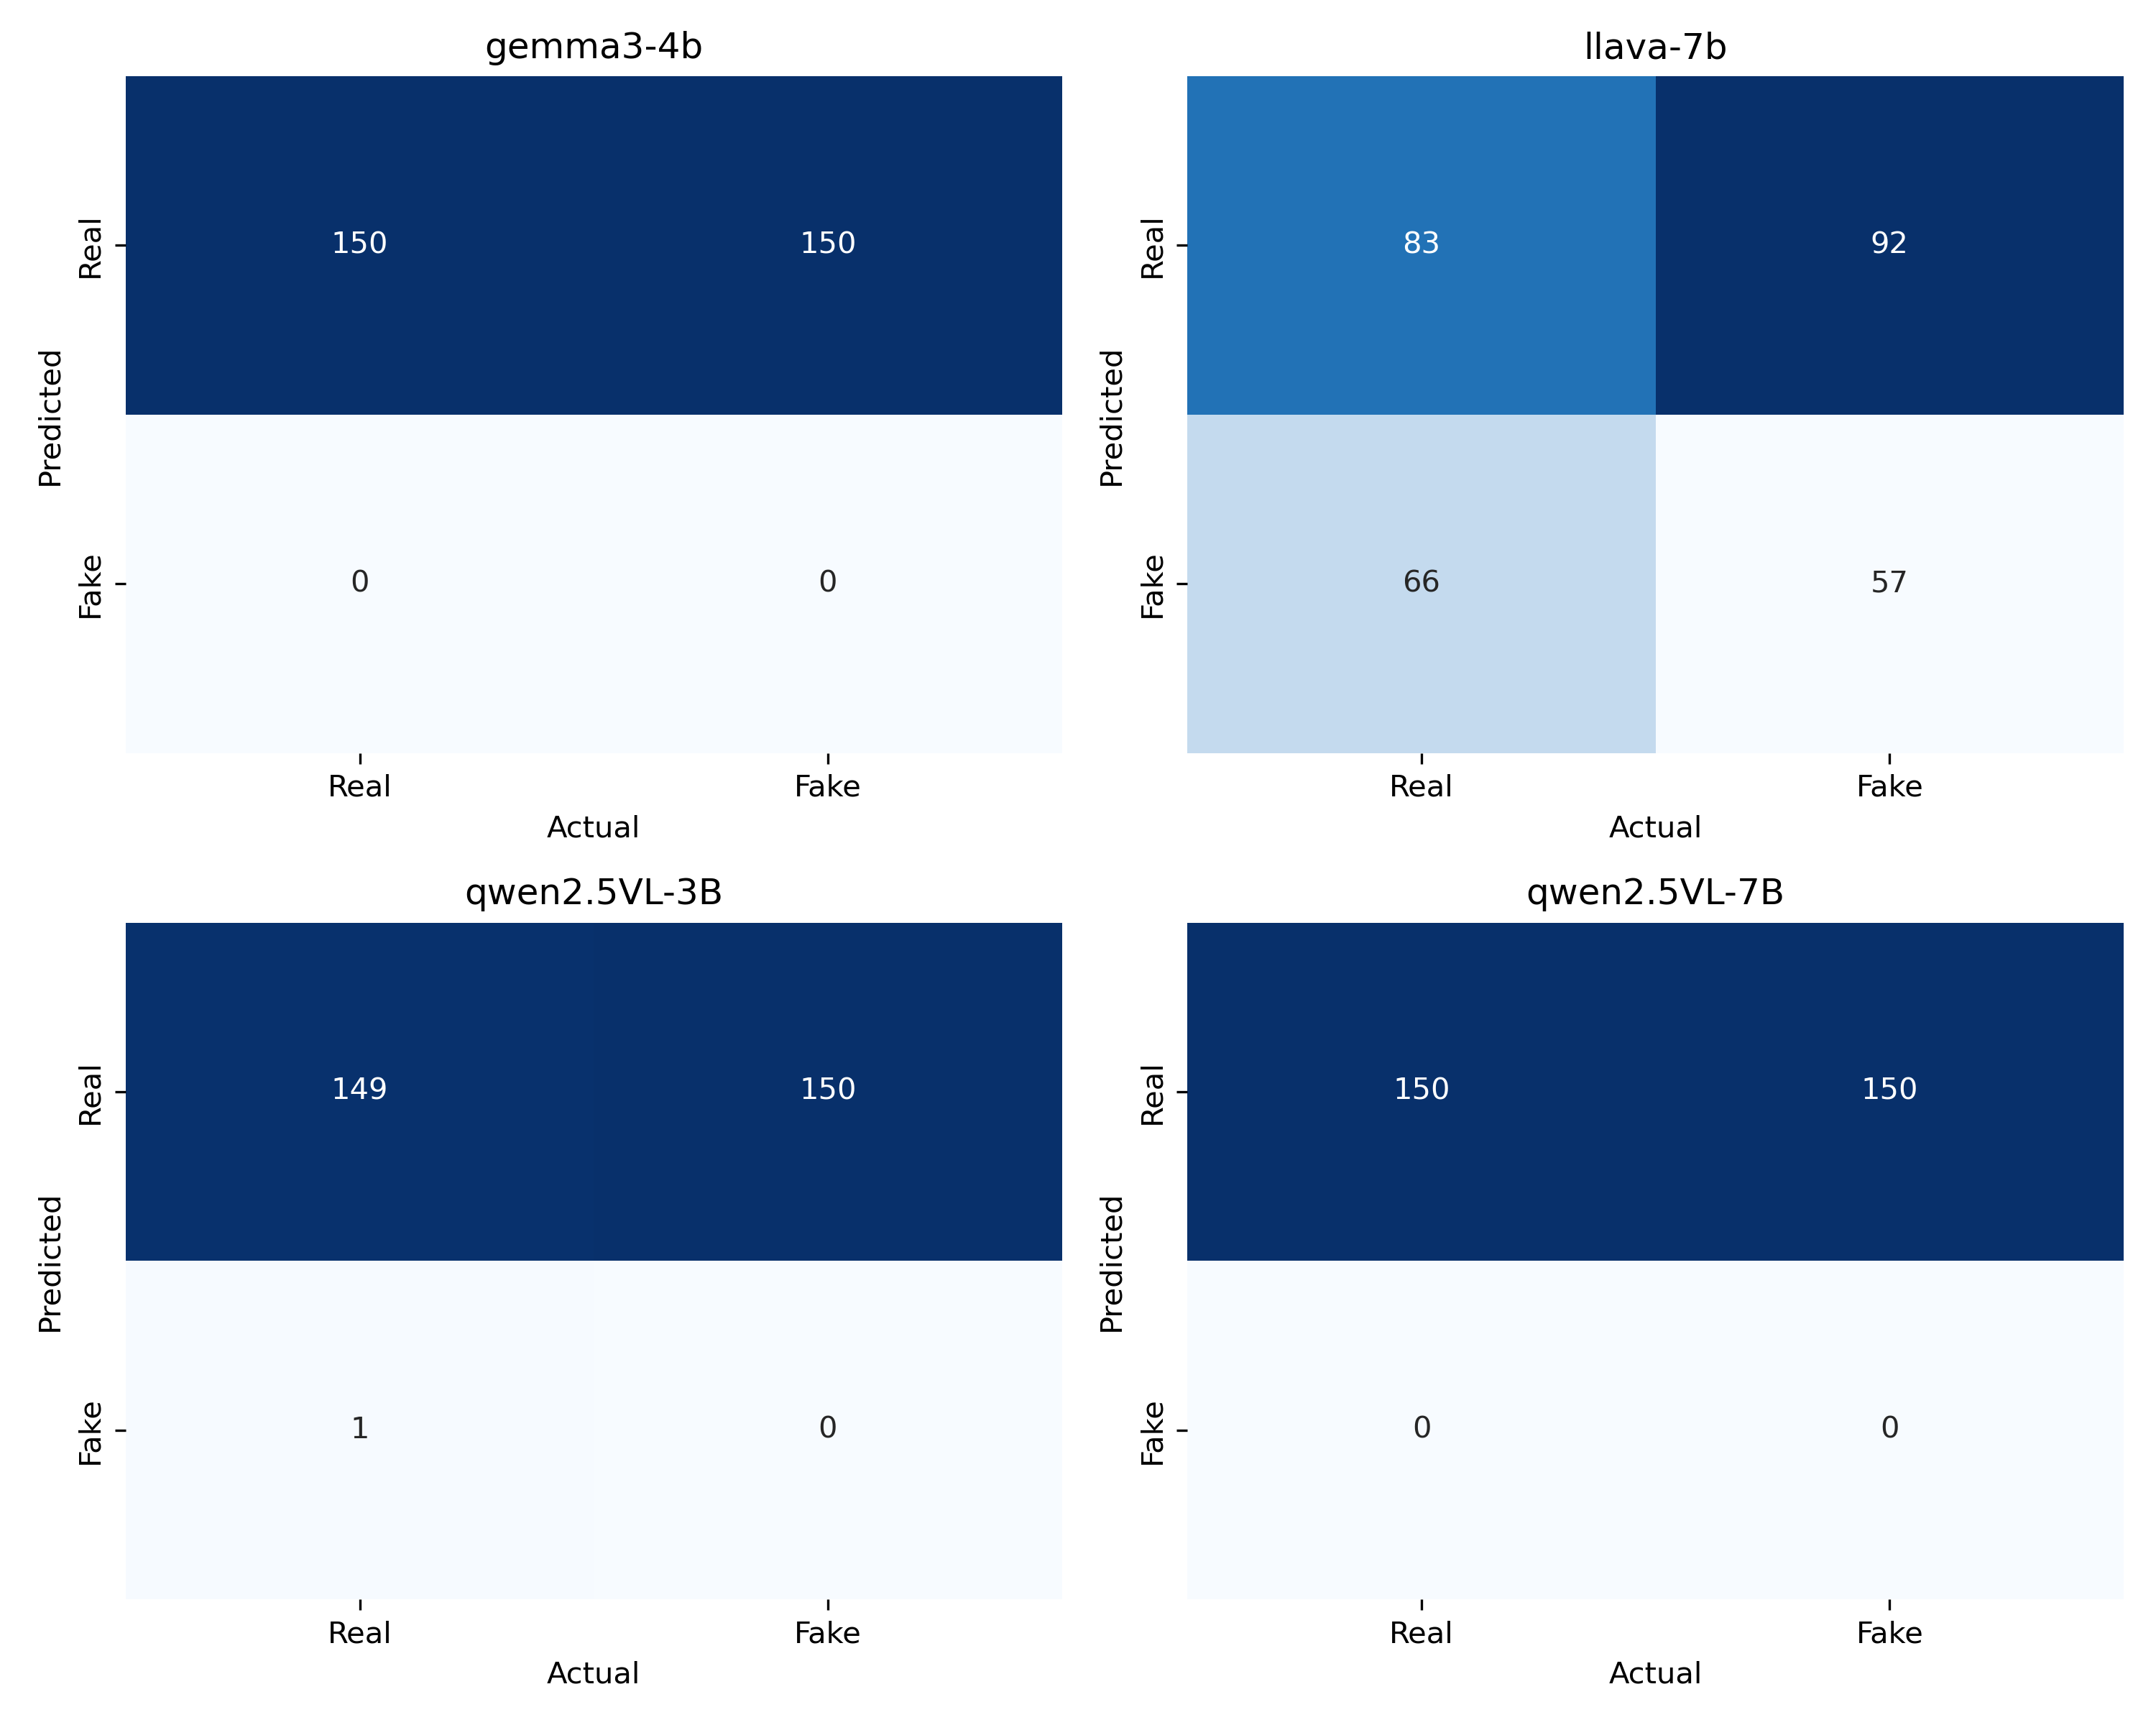 gemma3-4b
Predicted
Real
150
150
Fake
0
0
Real
Fake
Actual
llava-7b
Predicted
Real
83
92
Fake
66
57
Real
Fake
Actual
qwen2.5VL-3B
Predicted
Real
149
150
Fake
1
0
Real
Fake
Actual
qwen2.5VL-7B
Predicted
Real
150
150
Fake
0
0
Real
Fake
Actual